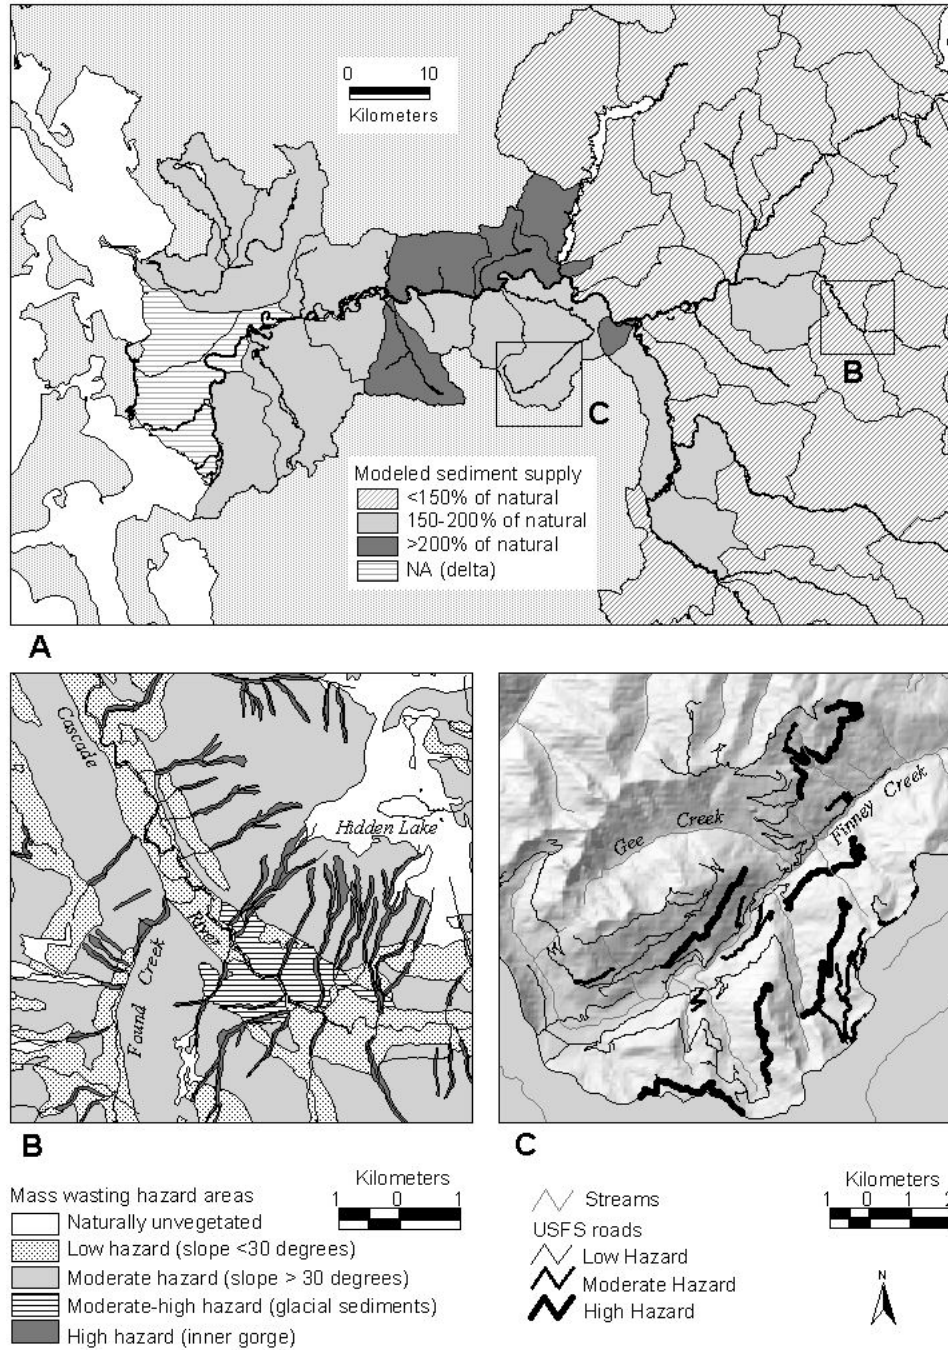 0 10
Kilometers
B
C
Modeled sediment supply
<150% of natural
150-200% of natural
>200% of natural
NA (delta)
A
Cascade
River
Hidden Lake
Found Creek
Gee Creek
Finney Creek
B
C
Mass wasting hazard areas
Naturally unvegetated
Low hazard (slope <30 degrees)
Moderate hazard (slope > 30 degrees)
Moderate-high hazard (glacial sediments)
High hazard (inner gorge)
Kilometers
1 0 1
Streams
USFS roads
Low Hazard
Moderate Hazard
High Hazard
Kilometers
1 0 1 2
N